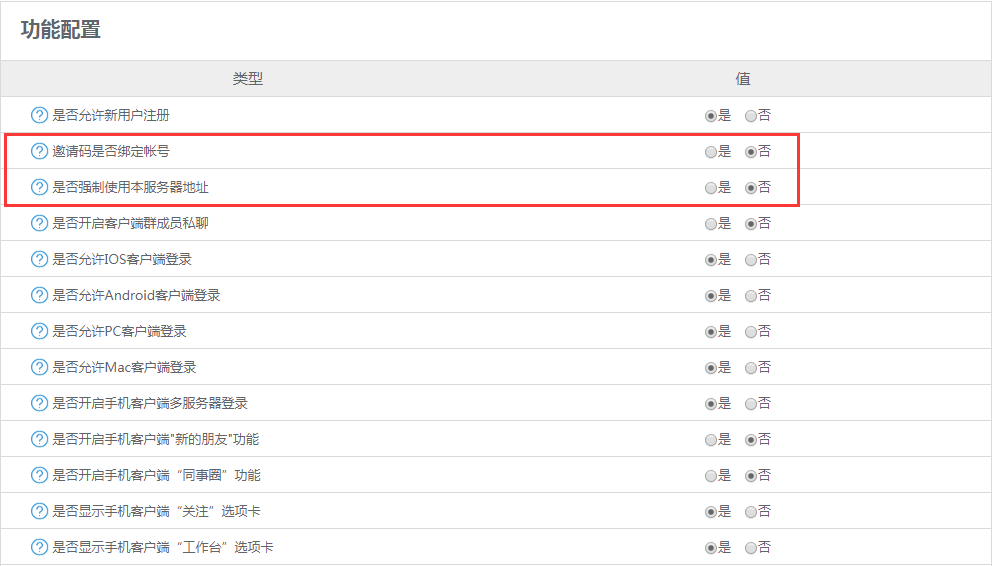 功能配置
类型 值
是否允许新用户注册 是 否
邀请码是否绑定帐号 是 否
是否强制使用本服务器地址 是 否
是否开启客户端群成员私聊 是 否
是否允许IOS客户端登录 是 否
是否允许Android客户端登录 是 否
是否允许PC客户端登录 是 否
是否允许Mac客户端登录 是 否
是否开启手机客户端多服务器登录 是 否
是否开启手机客户端"新的朋友"功能 是 否
是否开启手机客户端“同事圈”功能 是 否
是否显示手机客户端“关注”选项卡 是 否
是否显示手机客户端“工作台”选项卡 是 否